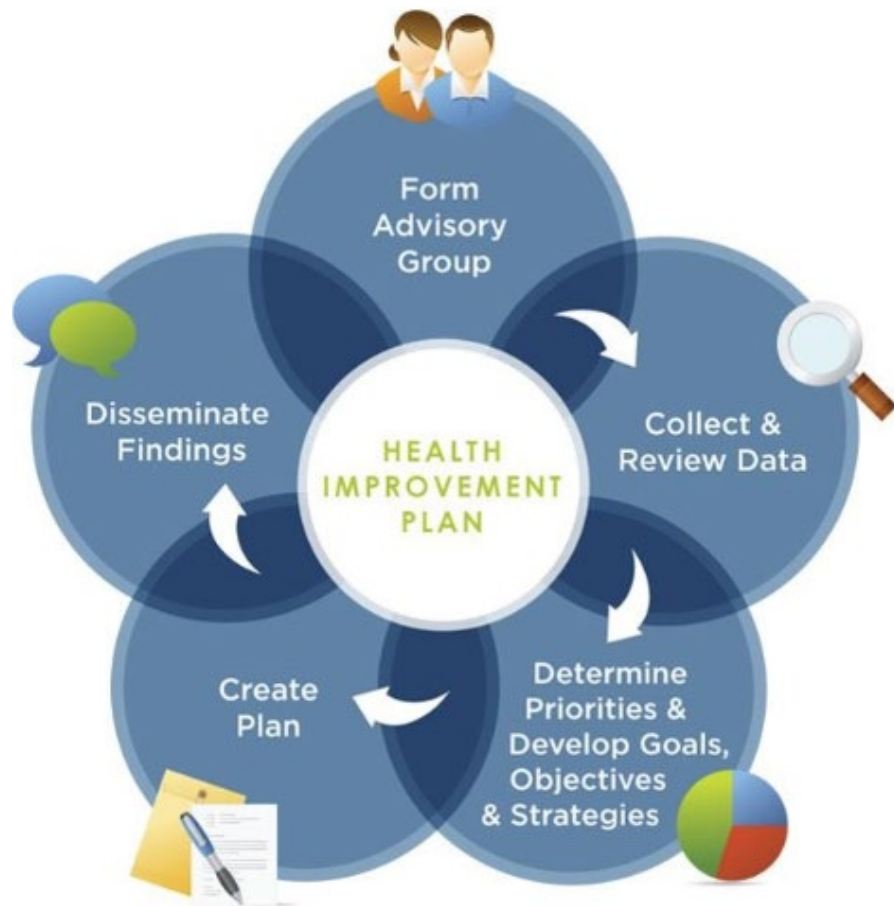 Form
Advisory
Group
Collect &
Review Data
Determine
Priorities &
Develop Goals,
Objectives
& Strategies
Create
Plan
Disseminate
Findings
HEALTH
IMPROVEMENT
PLAN